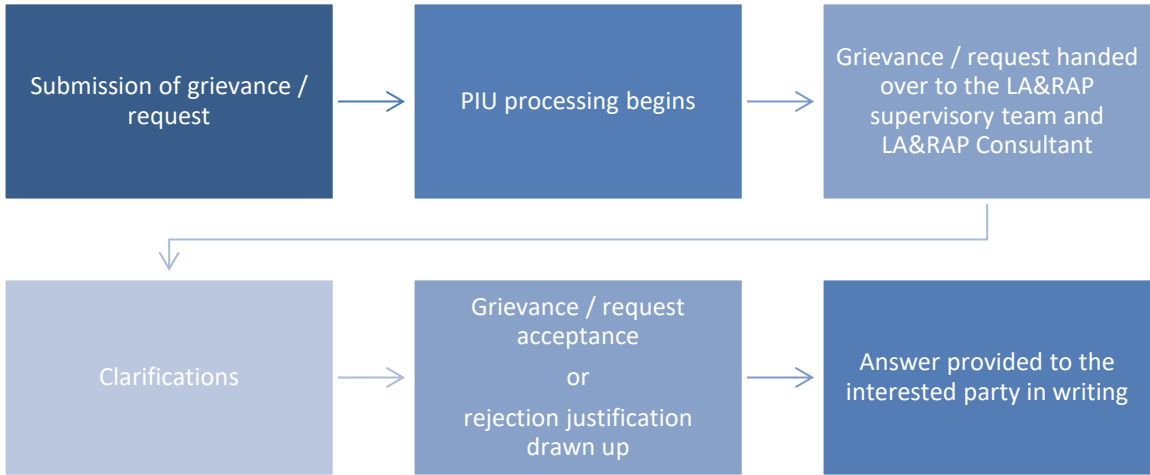 Submission of grievance /
request
PIU processing begins
Grievance / request handed
over to the LA&RAP
supervisory team and
LA&RAP Consultant
Clarifications
Grievance / request
acceptance
or
rejection justification
drawn up
Answer provided to the
interested party in writing